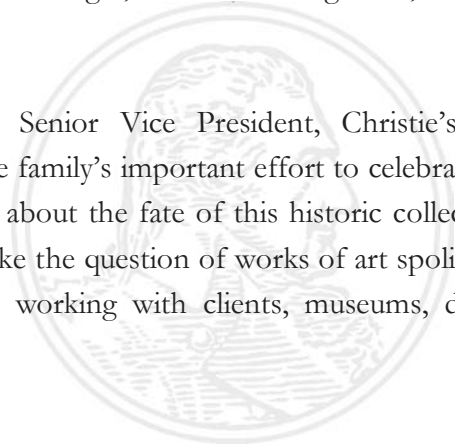 Senior Vice President, Christie's
family's important effort to celebra
about the fate of this historic collec
ke the question of works of art spoli
working with clients, museums, d